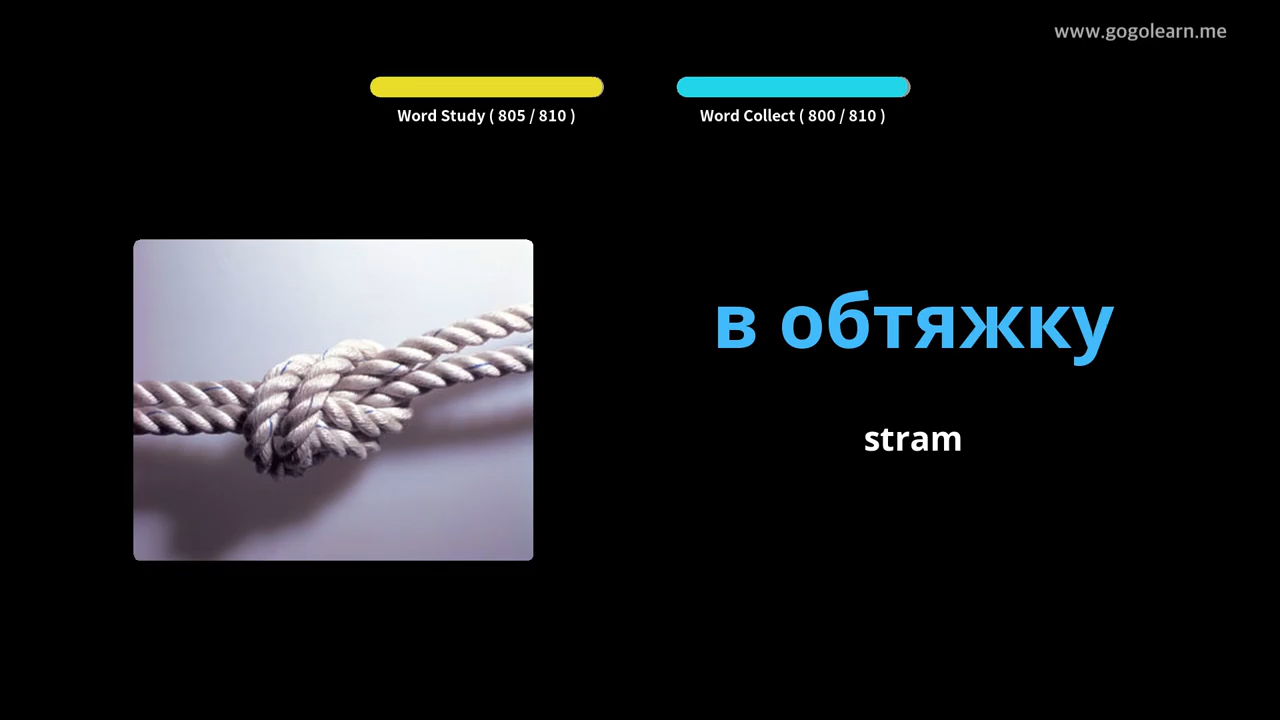 www.gogolearn.me
Word Study ( 805 / 810 )
Word Collect ( 800 / 810 )
в обтяжку
stram